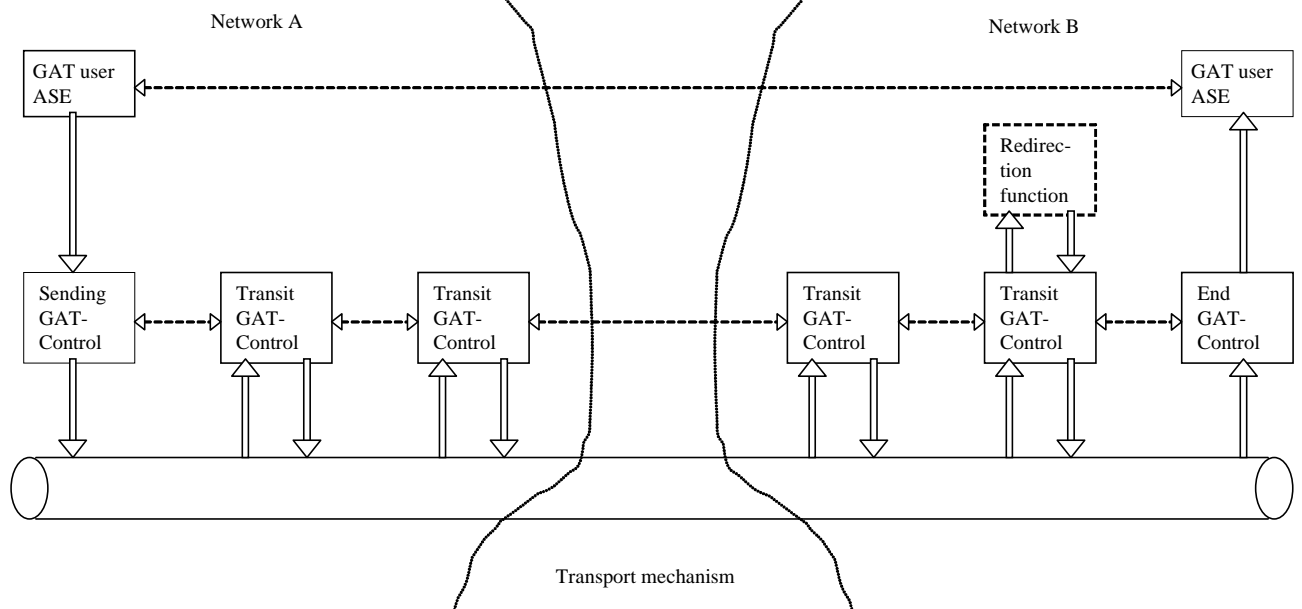 Network A
Network B
GAT user
ASE
GAT user
ASE
Redirec-
tion
function
Sending
GAT-
Control
Transit
GAT-
Control
Transit
GAT-
Control
Transit
GAT-
Control
Transit
GAT-
Control
End
GAT-
Control
Transport mechanism